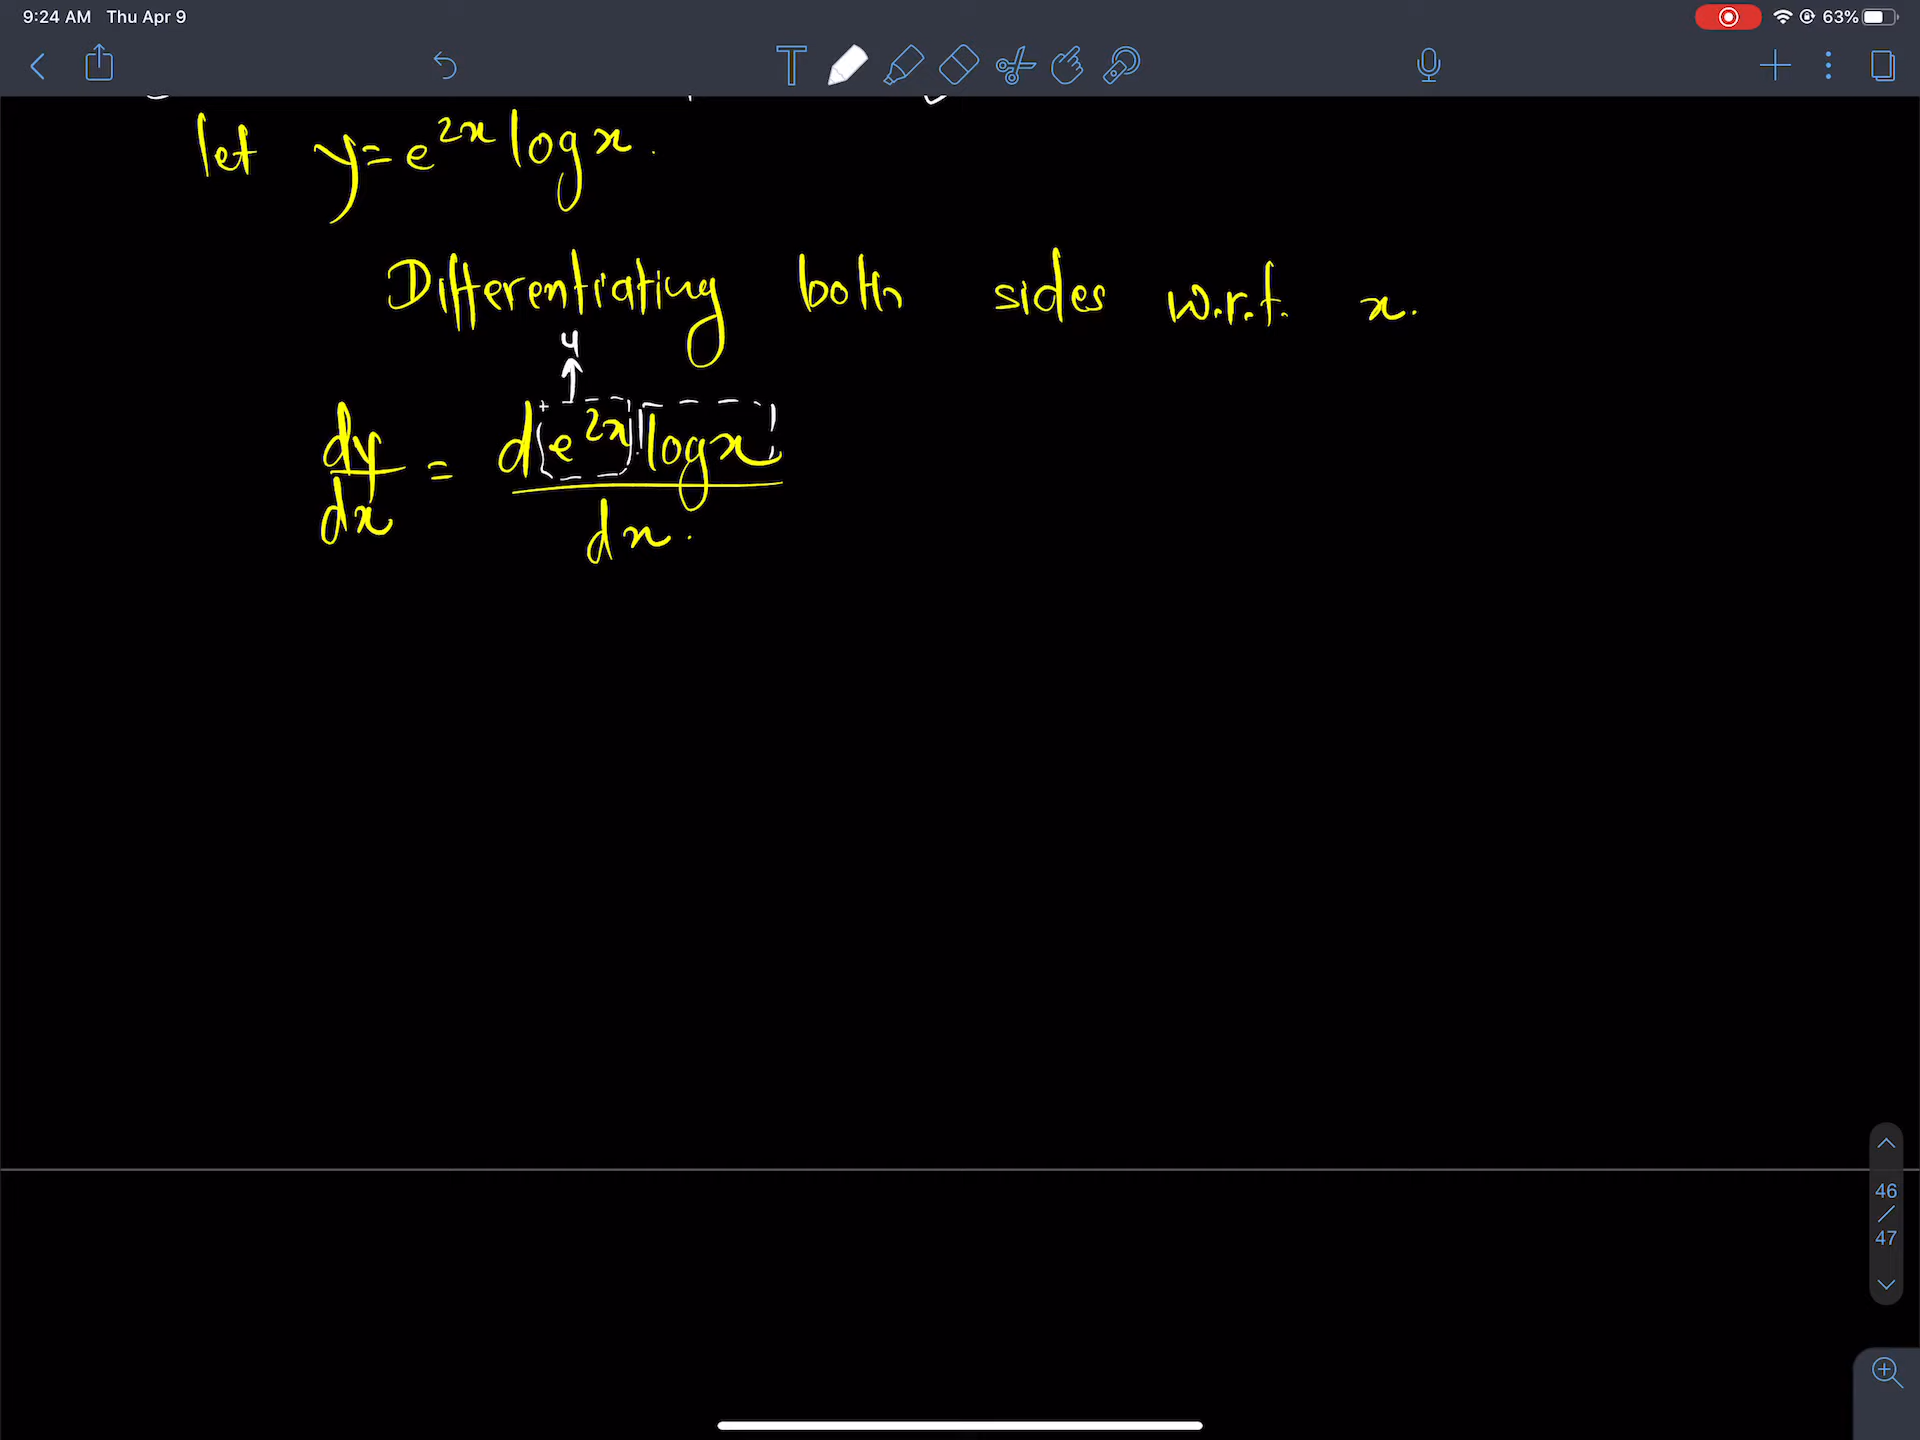 9:24 AM Thu Apr 9
63%
let y = e^{2x} log x.
Differentiating both sides w.r.t. x.
u
dy/dx = d(e^{2x}) log x / dx.
46
/
47